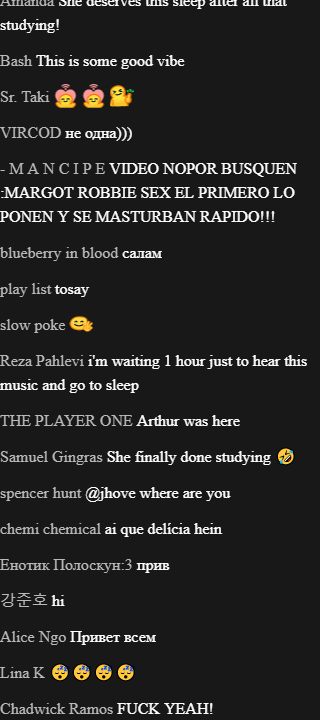 Amanda She deserves this sleep after all that
studying!
Bash This is some good vibe
Sr. Taki
VIRCOD не одна)))
- M A N C I P E VIDEO NOPOR BUSQUEN
:MARGOT ROBBIE SEX EL PRIMERO LO
PONEN Y SE MASTURBAN RAPIDO!!!
blueberry in blood салам
play list tosay
slow poke
Reza Pahlevi i'm waiting 1 hour just to hear this
music and go to sleep
THE PLAYER ONE Arthur was here
Samuel Gingras She finally done studying 🤣
spencer hunt @jhove where are you
chemi chemical ai que delícia hein
Енотик Полоскун:3 прив
강준호 hi
Alice Ngo Привет всем
Lina K 😴😴😴😴
Chadwick Ramos FUCK YEAH!